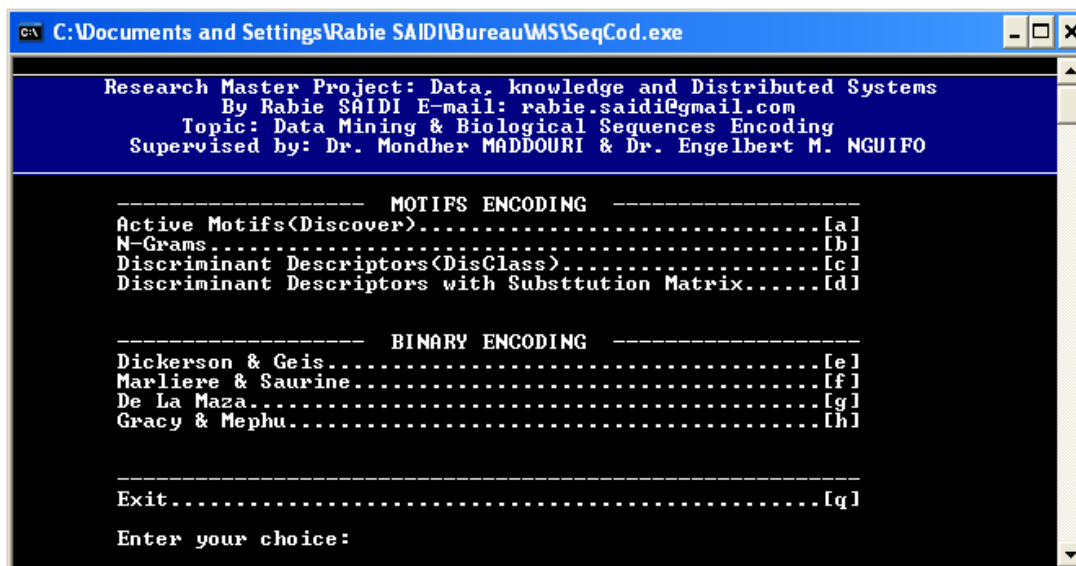 C:\Documents and Settings\Rabie SAIDI\Bureau\MS\SeqCod.exe
Research Master Project: Data, knowledge and Distributed Systems
By Rabie SAIDI E-mail: rabie.saidi@gmail.com
Topic: Data Mining & Biological Sequences Encoding
Supervised by: Dr. Mondher MADDOURI & Dr. Engelbert M. NGUIFO
------------------- MOTIFS ENCODING -------------------
Active Motifs(Discover)...............................[a]
N-Grams...............................................[b]
Discriminant Descriptors(DisClass)....................[c]
Discriminant Descriptors with Substtution Matrix......[d]
------------------- BINARY ENCODING -------------------
Dickerson & Geis......................................[e]
Marliere & Saurine....................................[f]
De La Maza............................................[g]
Gracy & Mephu.........................................[h]
---------------------------------------------------------
Exit..................................................[q]
Enter your choice: